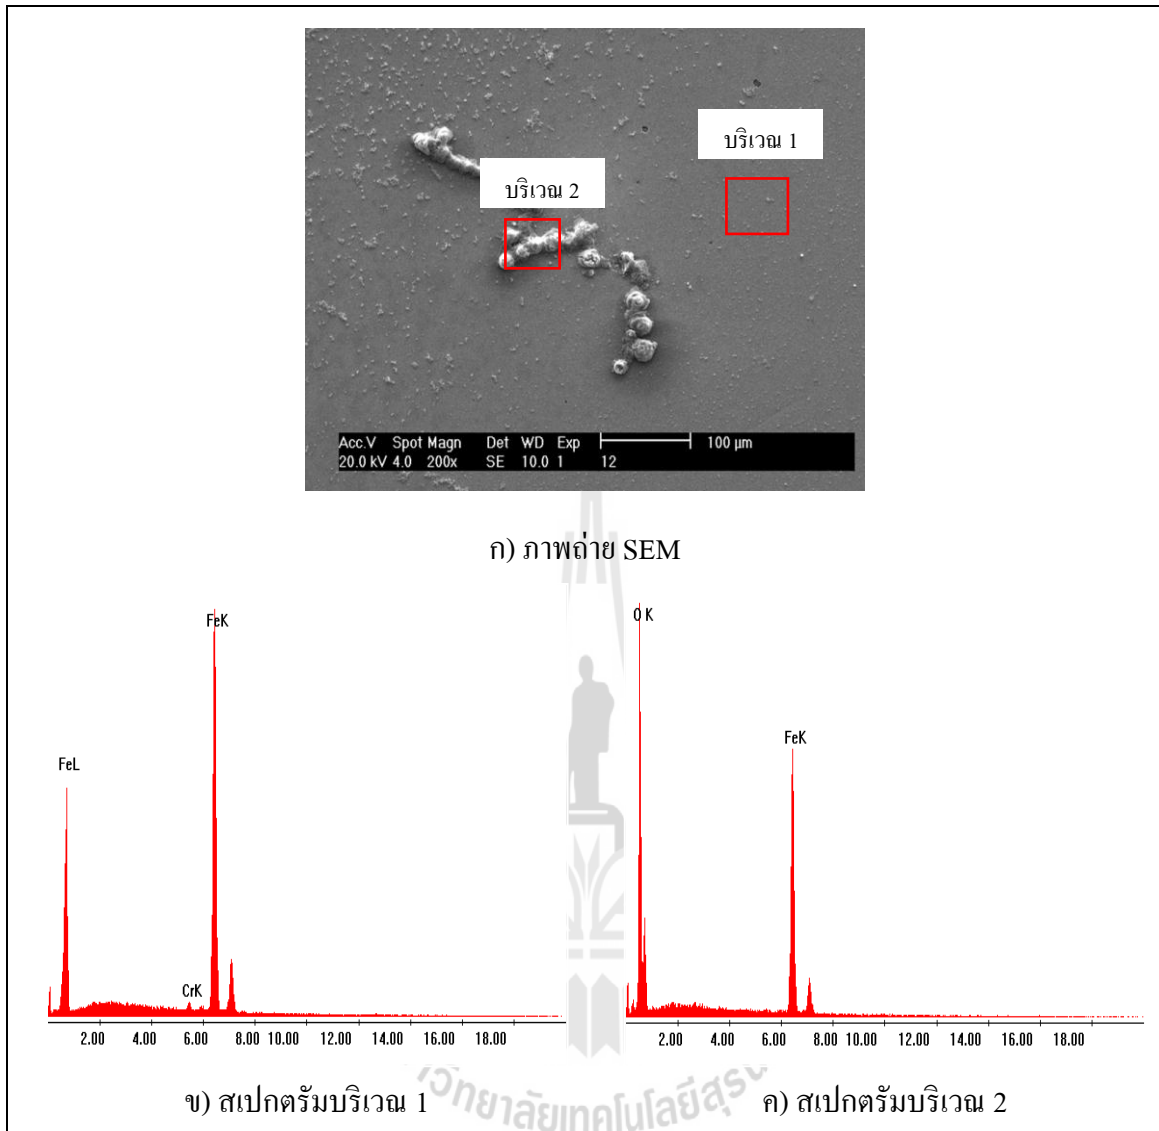 บริเวณ 1
บริเวณ 2
Acc.V Spot Magn Det WD Exp 100 µm
20.0 kV 4.0 200x SE 10.0 1 12
ก) ภาพถ่าย SEM
FeK
FeL
CrK
2.00 4.00 6.00 8.00 10.00 12.00 14.00 16.00 18.00
ข) สเปกตรัมบริเวณ 1
O K
FeK
2.00 4.00 6.00 8.00 10.00 12.00 14.00 16.00 18.00
ค) สเปกตรัมบริเวณ 2